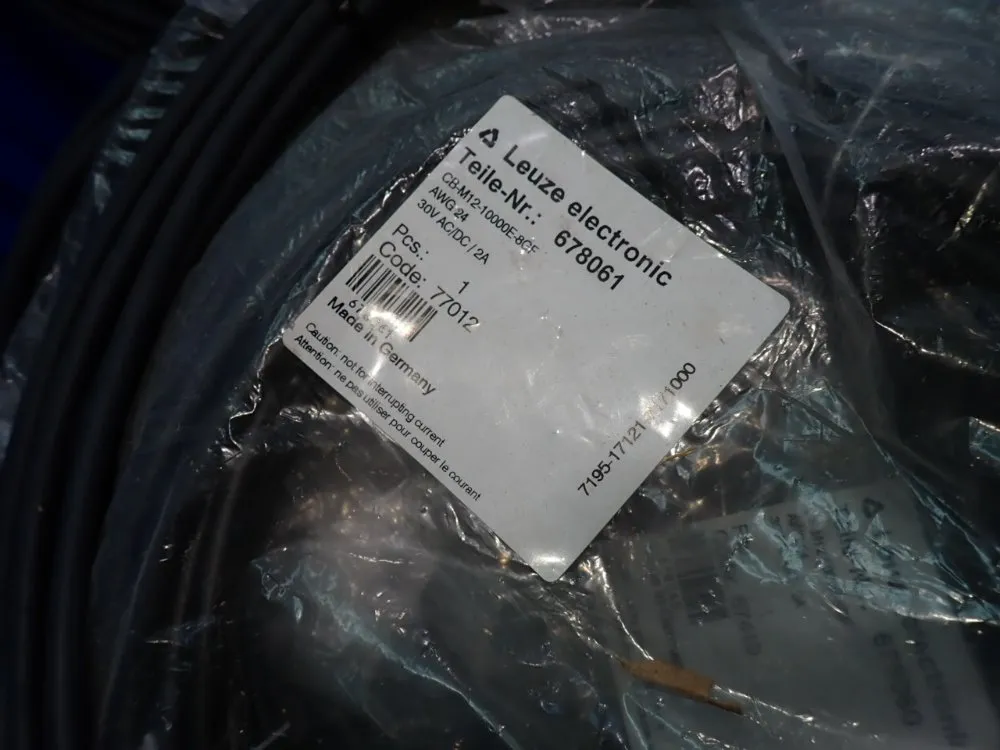 Leuze electronic
Teile-Nr.: 678061
CB-M12-10000E-8GF
AWG 24
30V AC/DC / 2A
Pcs.: 1
Code: 77012
Made in Germany
Caution: not for interrupting current
Attention: ne pas utiliser pour couper le courant
7195-17121 71000